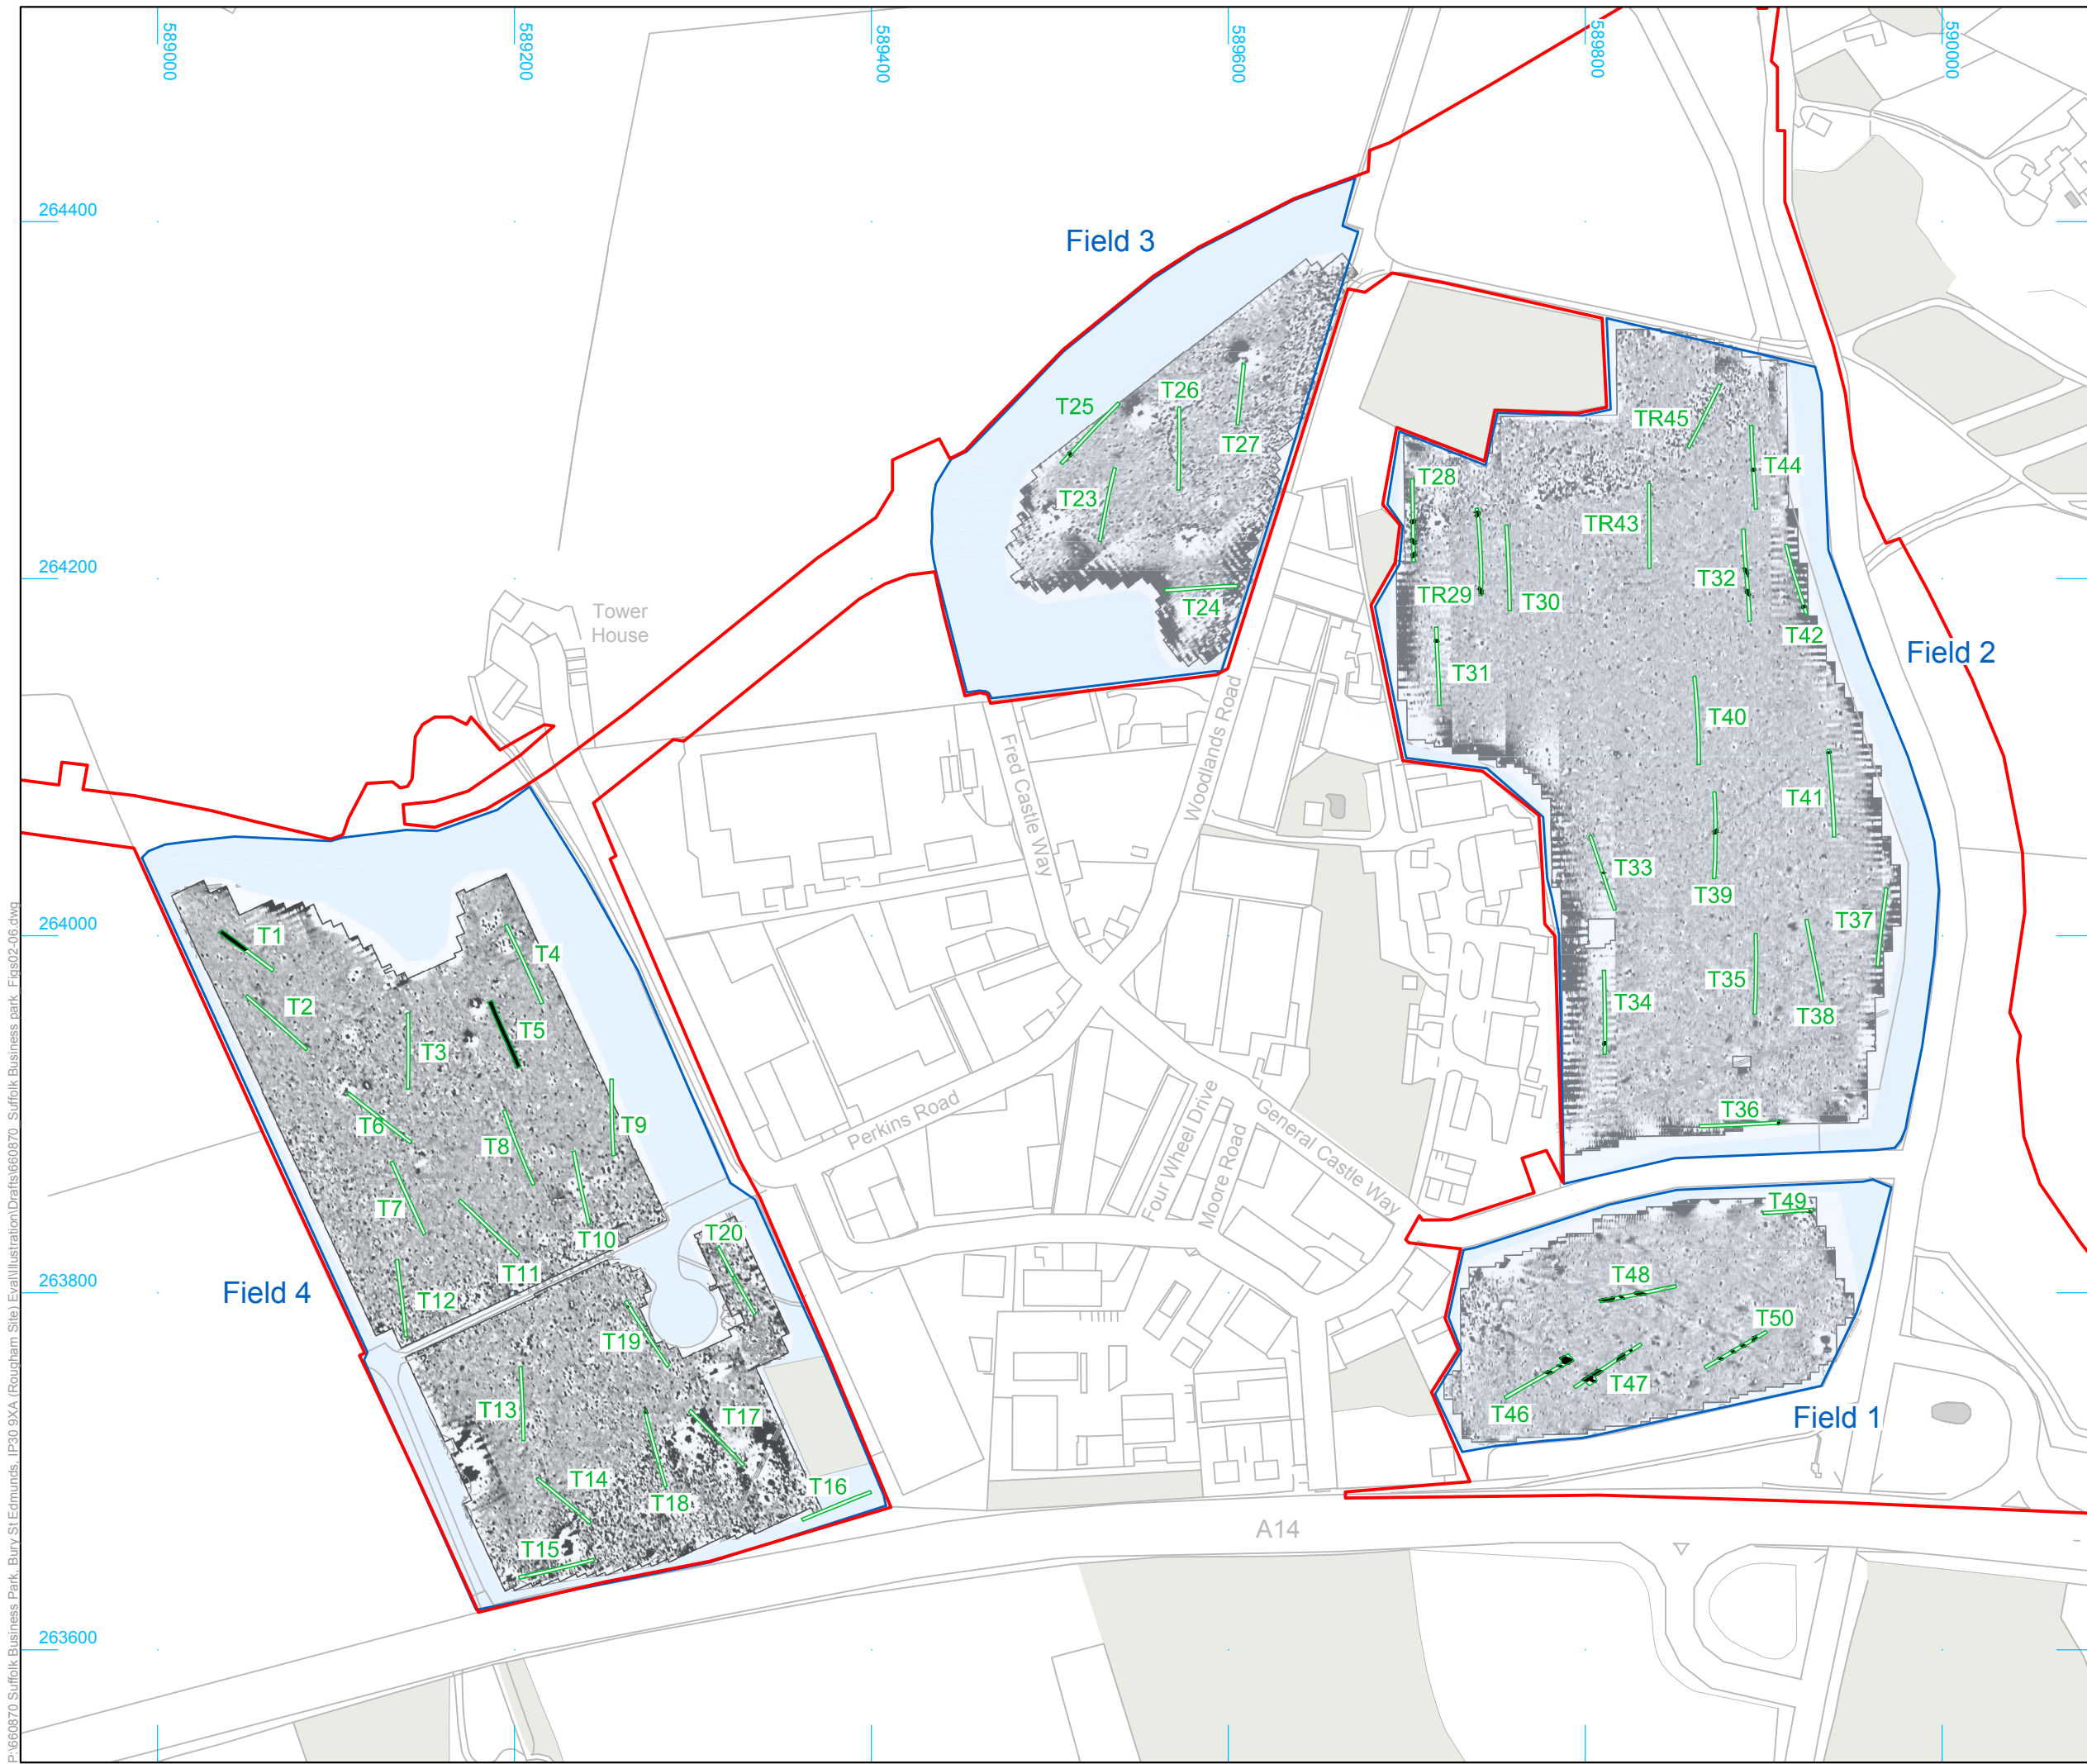 589000
589200
589400
589600
589800
590000
264400
264200
264000
263800
263600
Field 3
T25
T26
T27
T23
T24
Tower
House
Field 2
TR45
T44
T28
TR43
TR29
T30
T32
T42
T31
T40
T41
T33
T39
T37
T34
T35
T38
T36
Fred Castle Way
Woodlands Road
Perkins Road
Four Wheel Drive
Moore Road
General Castle Way
T1
T2
T3
T4
T5
T6
T7
T8
T9
T10
T11
T12
T20
T19
T13
T17
T14
T18
T16
T15
Field 4
T49
T48
T50
T47
T46
Field 1
A14
P:\660870 Suffolk Business Park, Bury St Edmunds, IP30 9XA (Rougham Site) Eval\Illustration\Drafts\660870 Suffolk Business park_Figs02-06.dwg